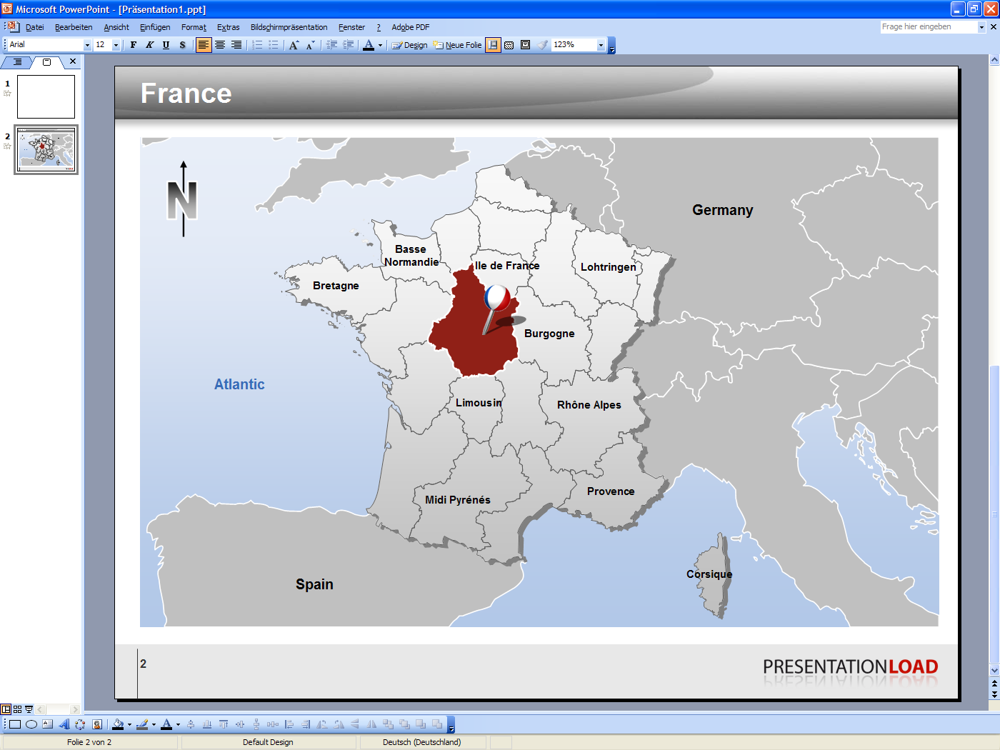 Microsoft PowerPoint - [Präsentation1.ppt]
Datei Bearbeiten Ansicht Einfügen Format Extras Bildschirmpräsentation Fenster ? Adobe PDF
Frage hier eingeben
Arial 12 F K U S A A A Design Neue Folie 123%
1
2
France
N
Germany
Basse
Normandie
Ile de France
Lohtringen
Bretagne
Burgogne
Atlantic
Limousin
Rhône Alpes
Midi Pyrénés
Provence
Corsique
Spain
2
PRESENTATIONLOAD
Folie 2 von 2 Default Design Deutsch (Deutschland)